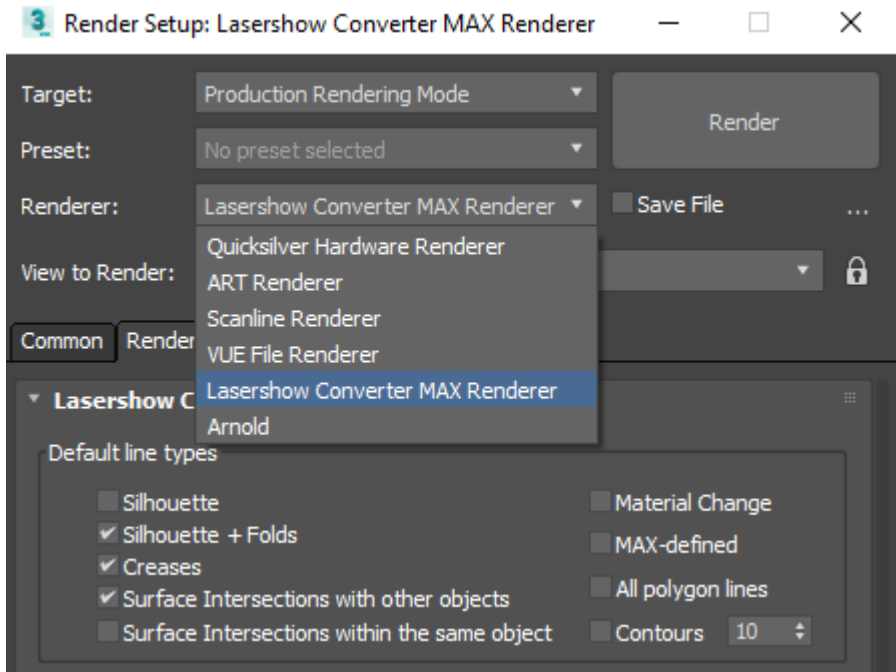 3 Render Setup: Lasershow Converter MAX Renderer
Target: Production Rendering Mode
Render
Preset: No preset selected
Renderer: Lasershow Converter MAX Renderer
Save File ...
Quicksilver Hardware Renderer
View to Render:
ART Renderer
Scanline Renderer
Common Render
VUE File Renderer
Lasershow C
Lasershow Converter MAX Renderer
Arnold
Default line types
Silhouette
Material Change
Silhouette + Folds
MAX-defined
Creases
All polygon lines
Surface Intersections with other objects
Surface Intersections within the same object
Contours 10